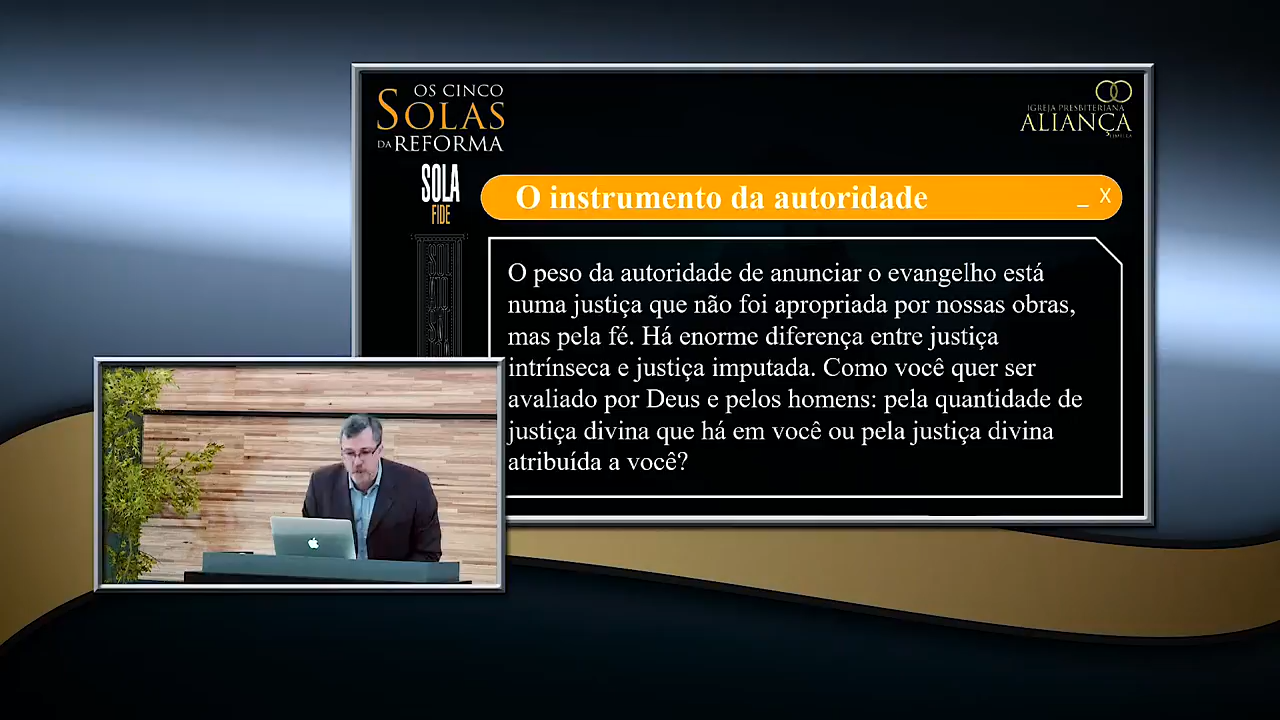 OS CINCO
SOLAS
DA REFORMA
IGREJA PRESBITERIANA
ALIANÇA
SOLA
FIDE
O instrumento da autoridade
_ X
O peso da autoridade de anunciar o evangelho está
numa justiça que não foi apropriada por nossas obras,
mas pela fé. Há enorme diferença entre justiça
intrínseca e justiça imputada. Como você quer ser
avaliado por Deus e pelos homens: pela quantidade de
justiça divina que há em você ou pela justiça divina
atribuída a você?